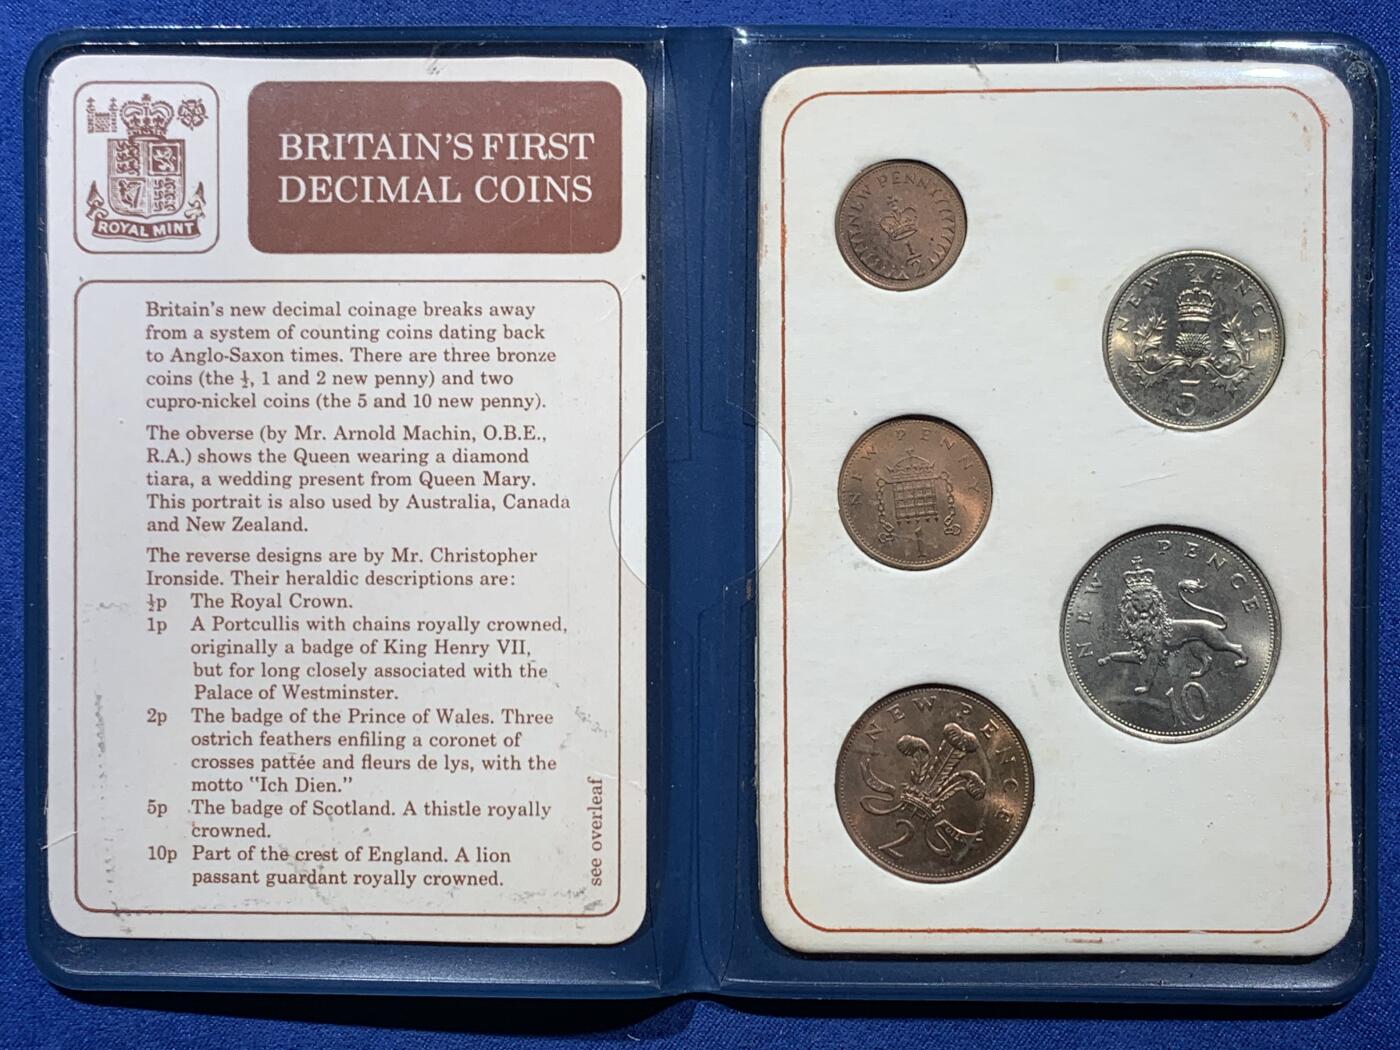 ROYAL MINT
BRITAIN'S FIRST
DECIMAL COINS
Britain's new decimal coinage breaks away
from a system of counting coins dating back
to Anglo-Saxon times. There are three bronze
coins (the ½, 1 and 2 new penny) and two
cupro-nickel coins (the 5 and 10 new penny).
The obverse (by Mr. Arnold Machin, O.B.E.,
R.A.) shows the Queen wearing a diamond
tiara, a wedding present from Queen Mary.
This portrait is also used by Australia, Canada
and New Zealand.
The reverse designs are by Mr. Christopher
Ironside. Their heraldic descriptions are:
½p The Royal Crown.
1p A Portcullis with chains royally crowned,
originally a badge of King Henry VII,
but for long closely associated with the
Palace of Westminster.
2p The badge of the Prince of Wales. Three
ostrich feathers enfiling a coronet of
crosses pattée and fleurs de lys, with the
motto "Ich Dien."
5p The badge of Scotland. A thistle royally
crowned.
10p Part of the crest of England. A lion
passant guardant royally crowned.
see overleaf
NEW PENNY
1/2
NEW PENCE
5
NEW PENNY
1
NEW PENCE
10
NEW PENCE
2